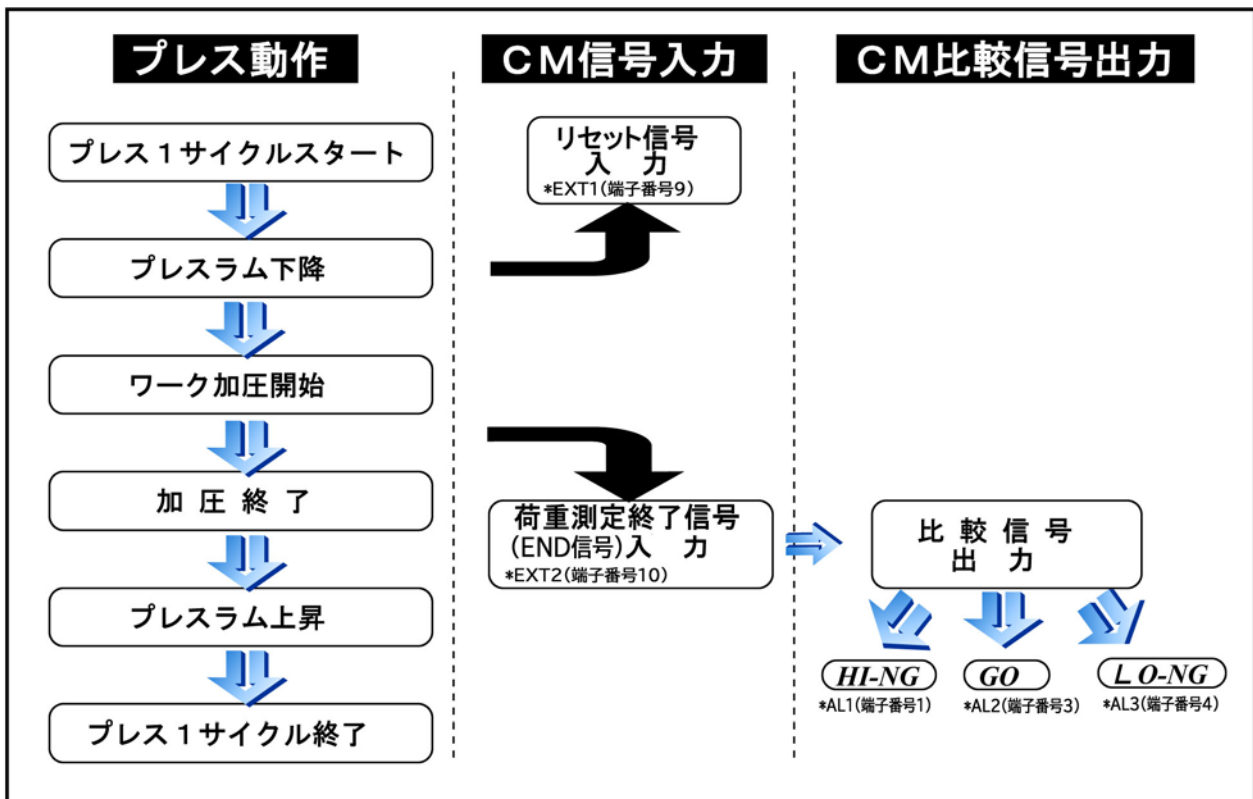 プレス動作
プレス１サイクルスタート
プレスラム下降
ワーク加圧開始
加 圧 終 了
プレスラム上昇
プレス１サイクル終了
ＣＭ信号入力
リセット信号
入　力
*EXT1(端子番号9)
荷重測定終了信号
(END信号)入　力
*EXT2(端子番号10)
ＣＭ比較信号出力
比 較 信 号
出　力
HI-NG
*AL1(端子番号1)
GO
*AL2(端子番号3)
LO-NG
*AL3(端子番号4)